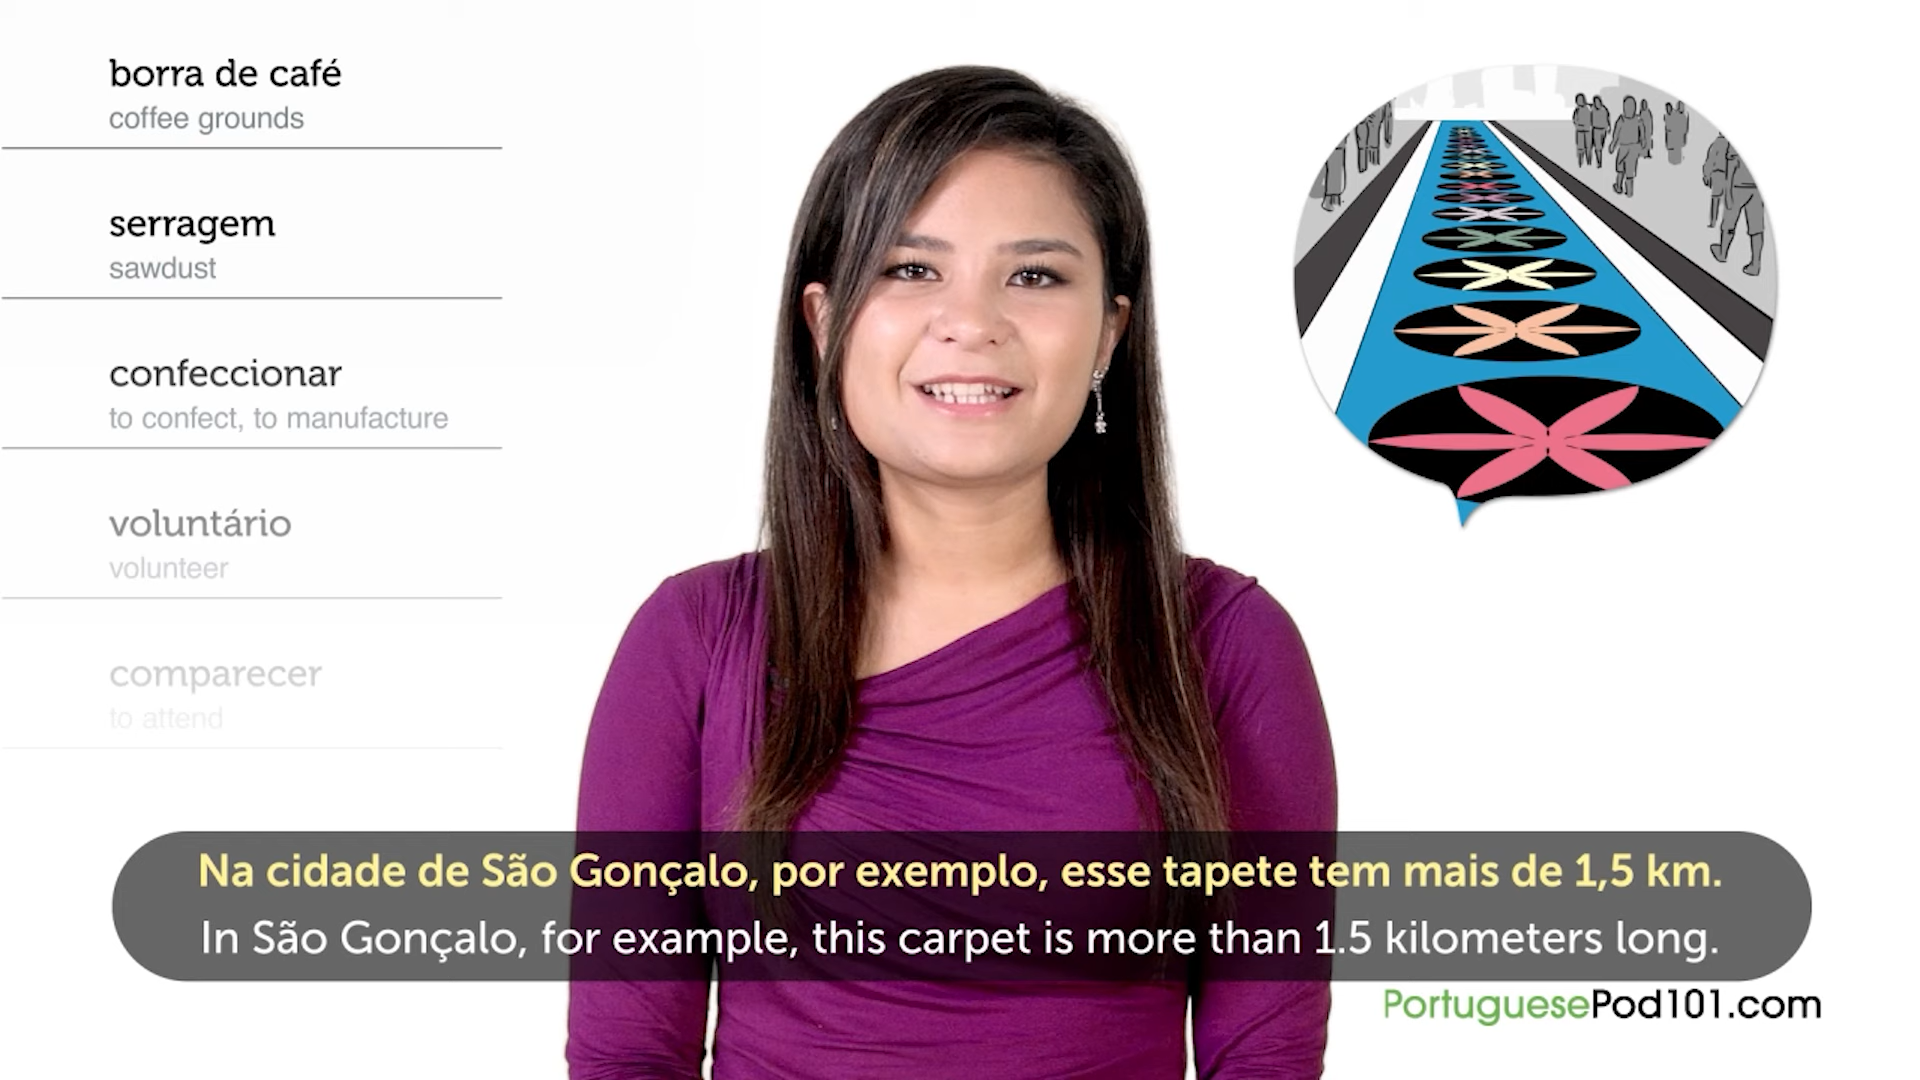 borra de café
coffee grounds
serragem
sawdust
confeccionar
to confect, to manufacture
voluntário
volunteer
comparecer
to attend
Na cidade de São Gonçalo, por exemplo, esse tapete tem mais de 1,5 km.
In São Gonçalo, for example, this carpet is more than 1.5 kilometers long.
PortuguesePod101.com